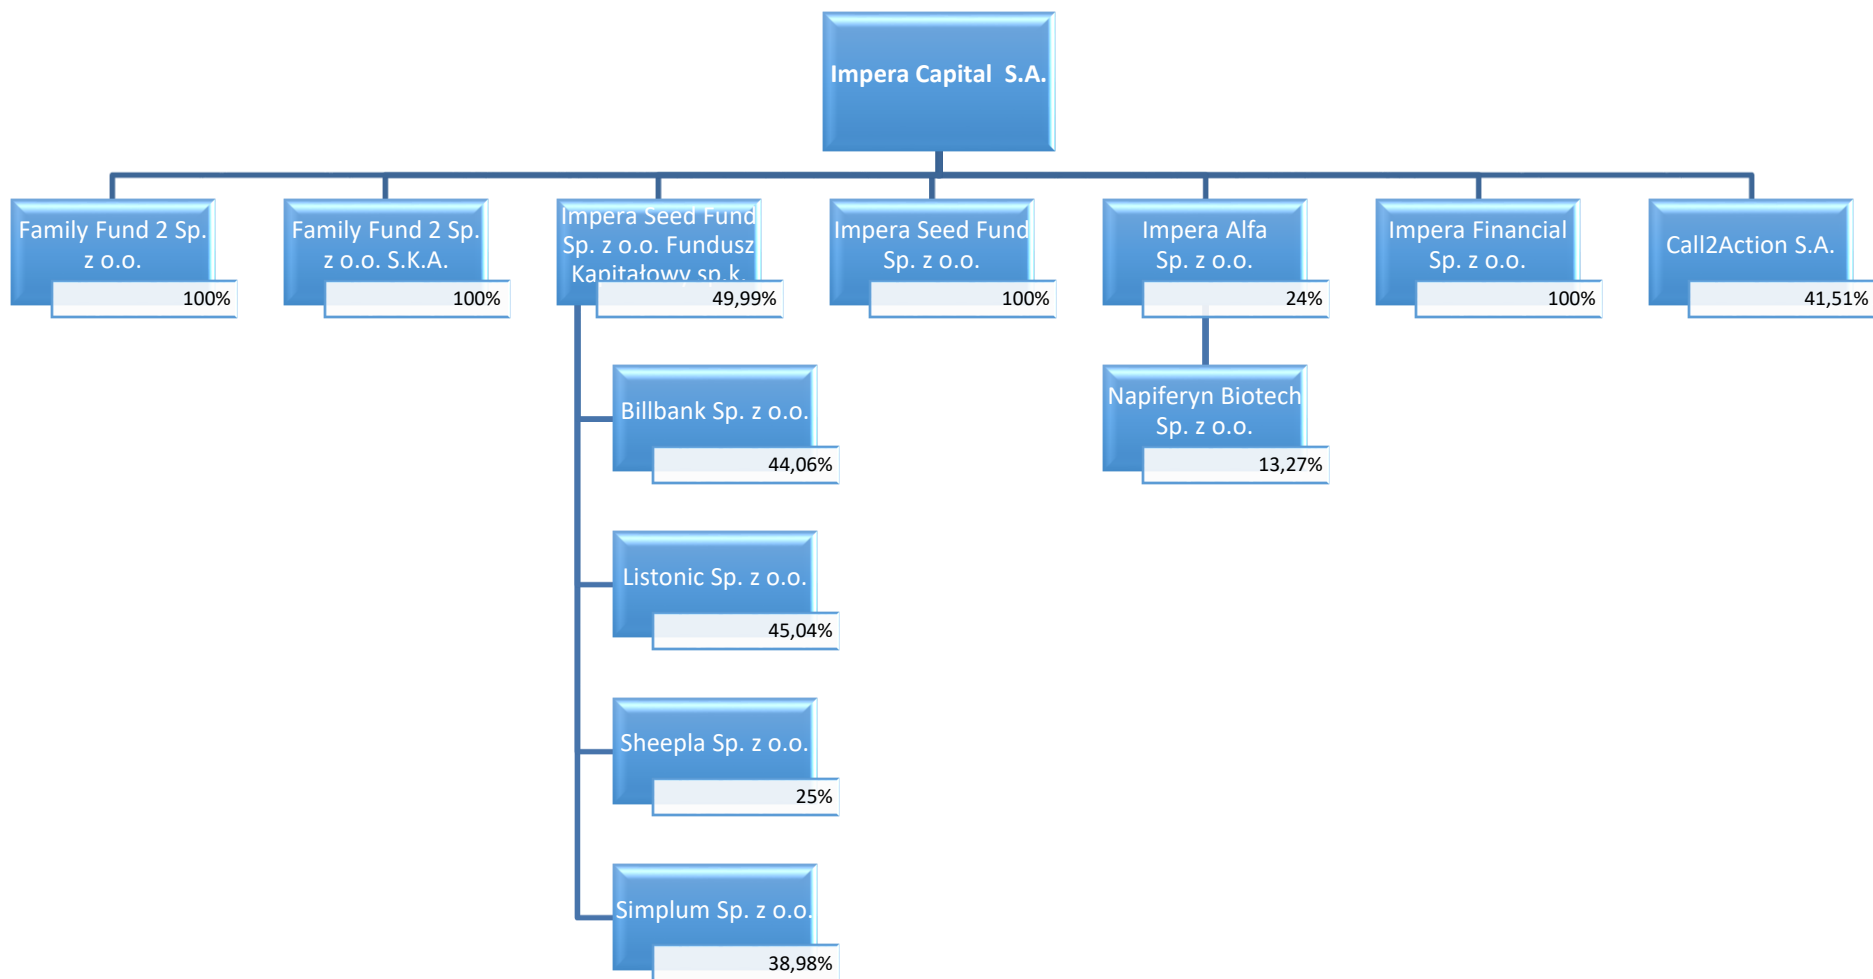 Impera Capital  S.A.
Family Fund 2 Sp.
z o.o.
100%
Family Fund 2 Sp.
z o.o. S.K.A.
100%
Impera Seed Fund
Sp. z o.o. Fundusz
Kapitałowy sp.k.
49,99%
Impera Seed Fund
Sp. z o.o.
100%
Impera Alfa
Sp. z o.o.
24%
Impera Financial
Sp. z o.o.
100%
Call2Action S.A.
41,51%
Billbank Sp. z o.o.
44,06%
Listonic Sp. z o.o.
45,04%
Sheepla Sp. z o.o.
25%
Simplum Sp. z o.o.
38,98%
Napiferyn Biotech
Sp. z o.o.
13,27%